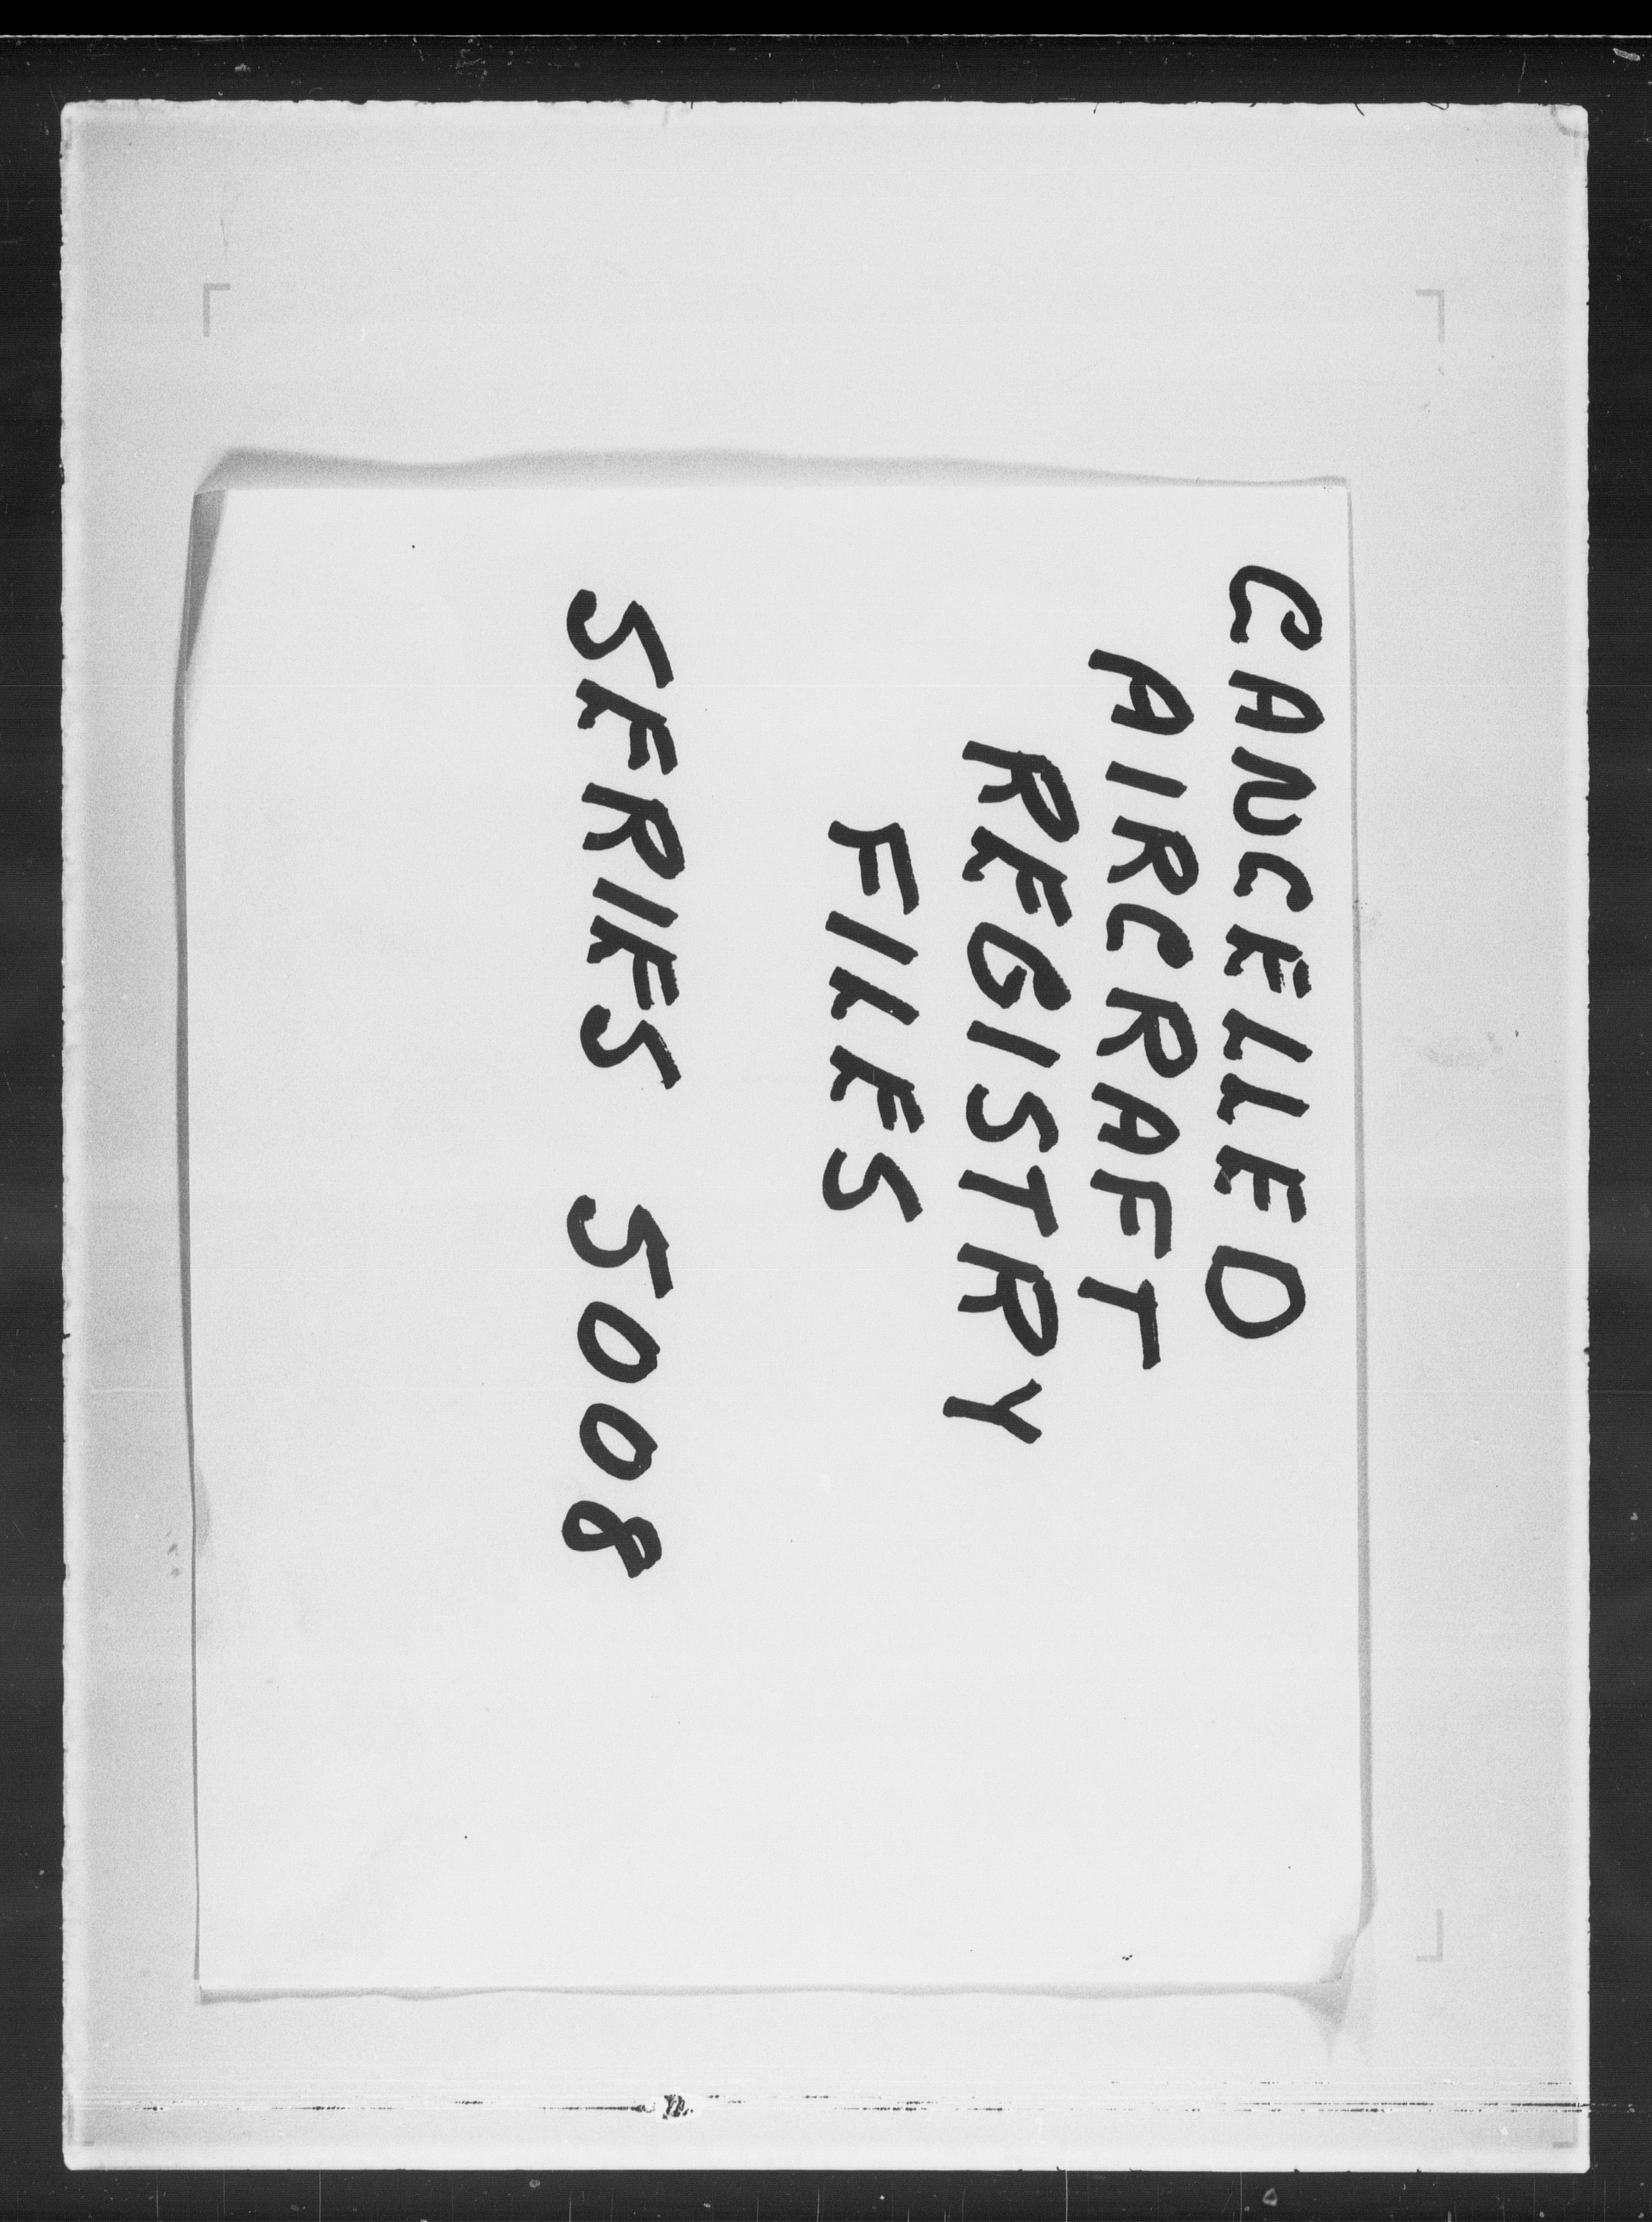 CANCELLED
AIRCRAFT
REGISTRY
FILES
SERIES 5008